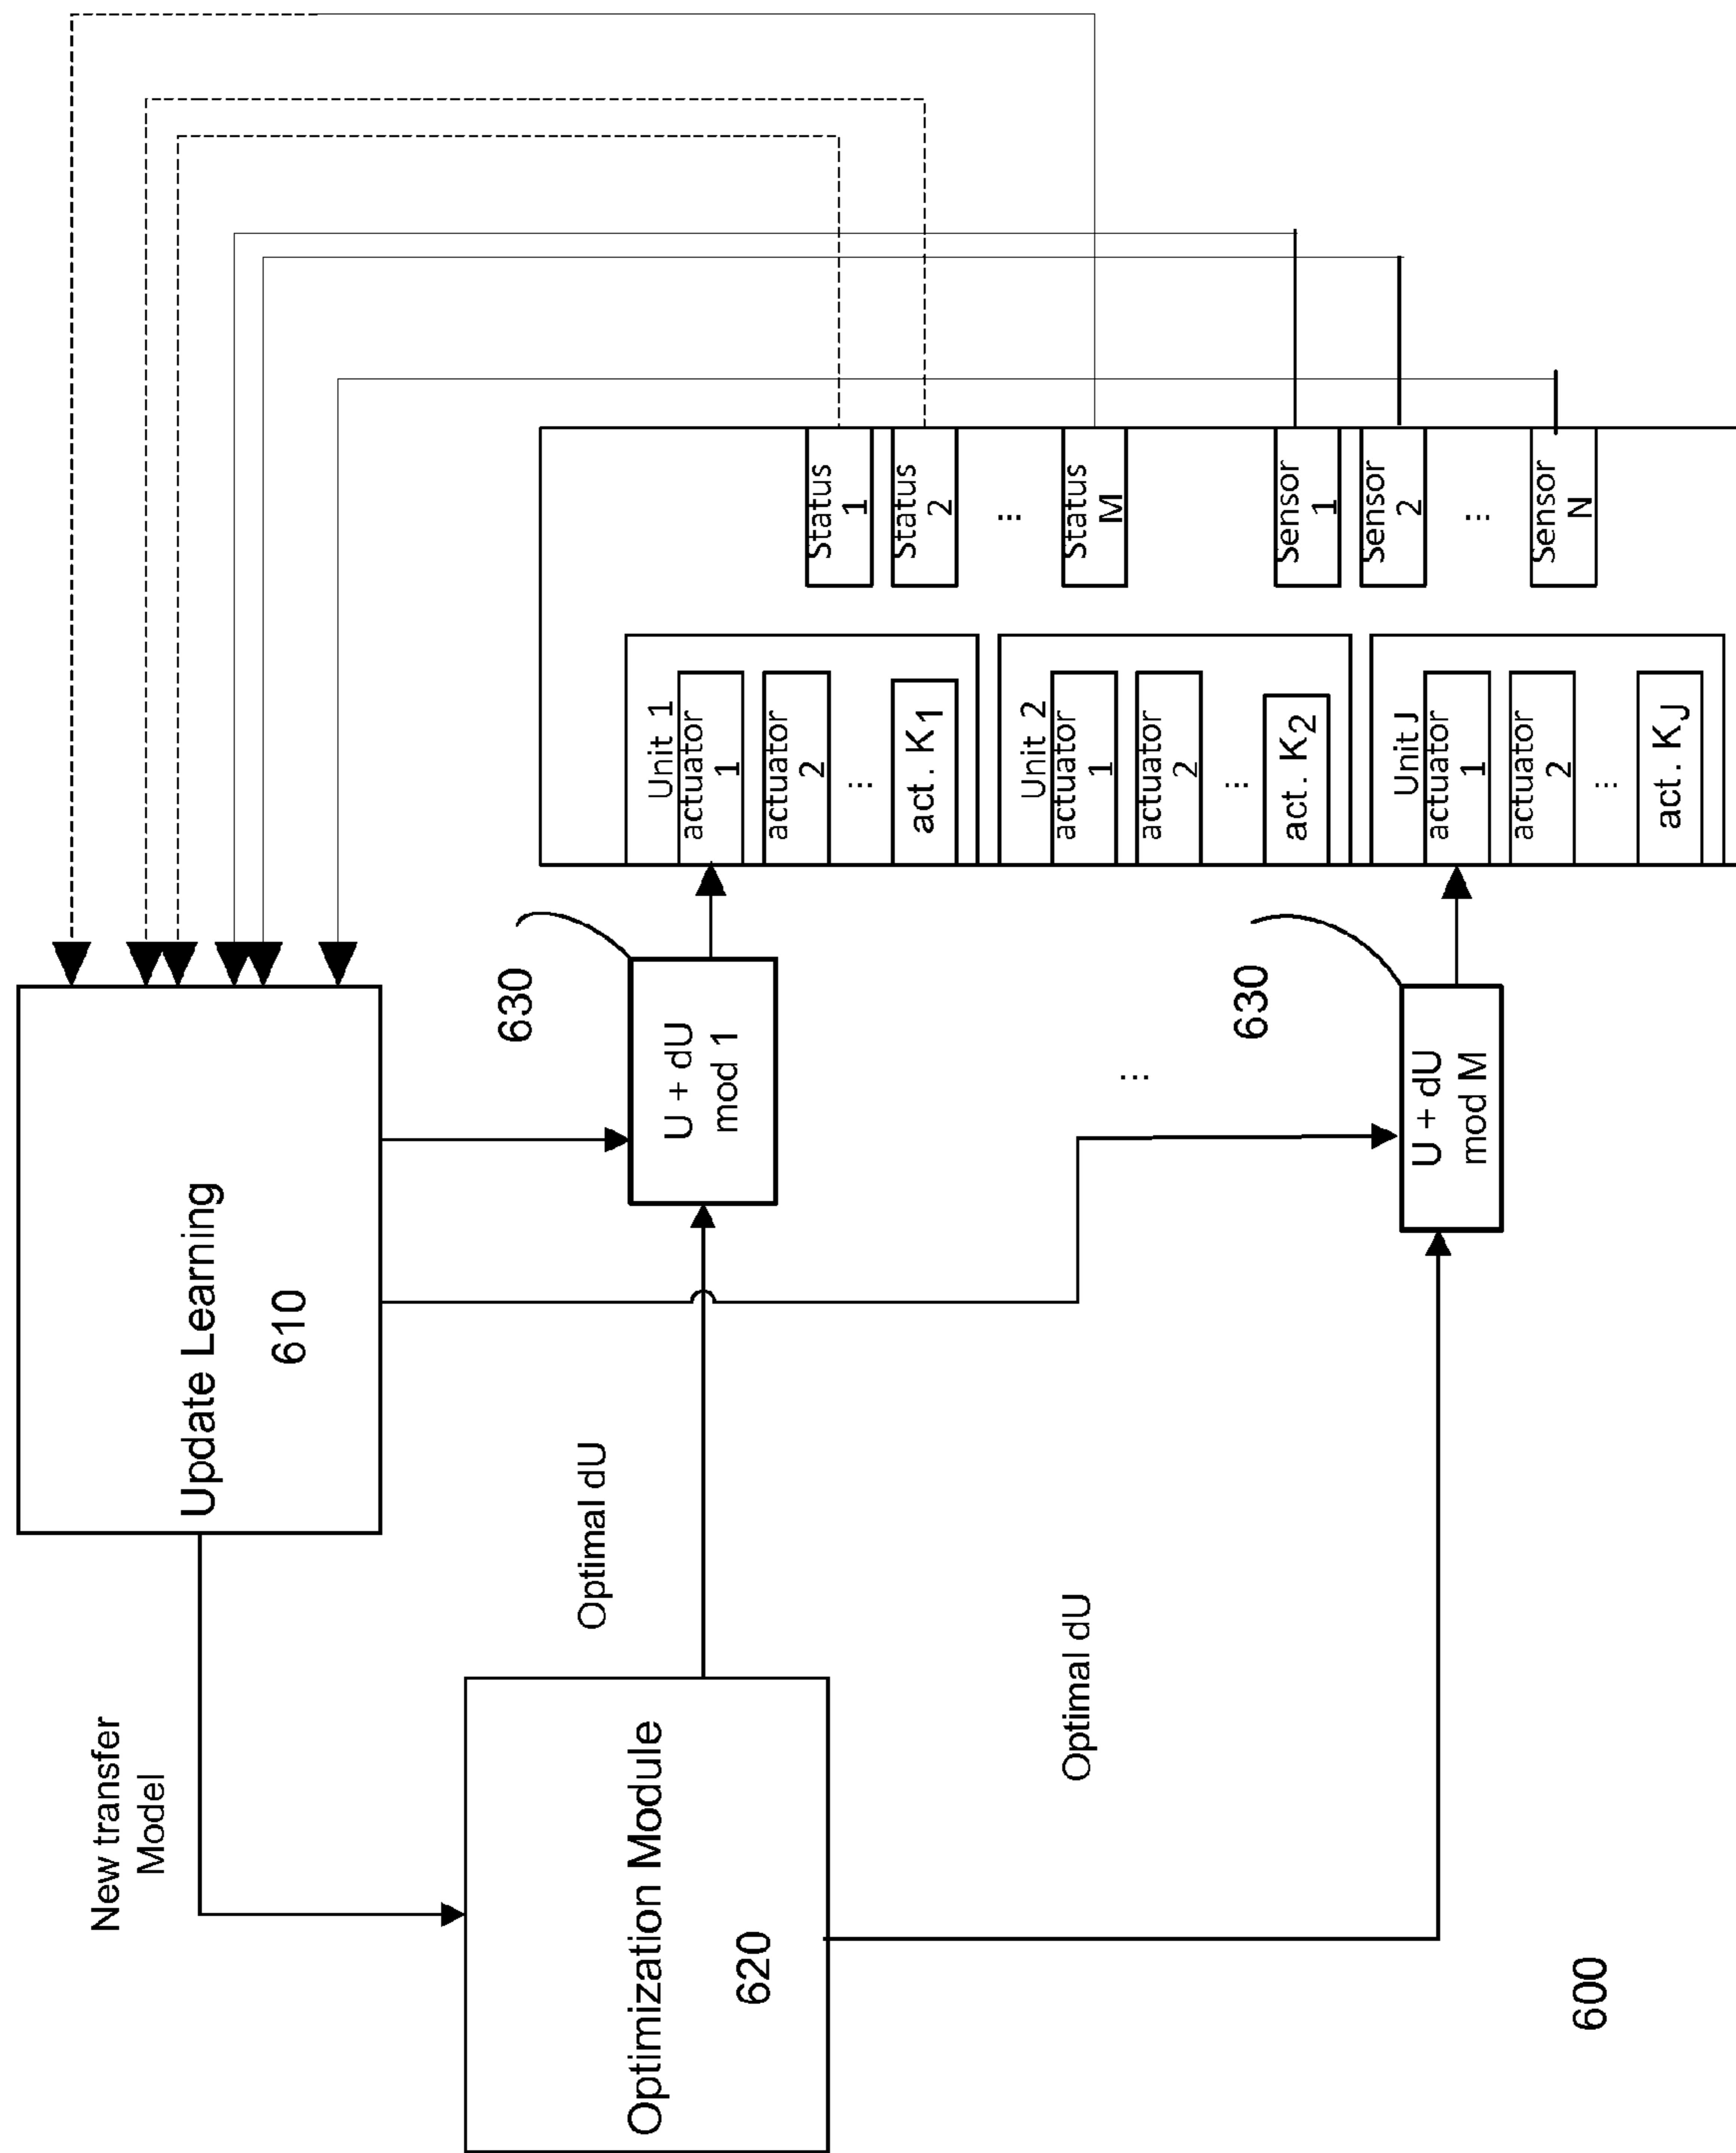 New transfer
Model
Update Learning
610
Optimization Module
620
Optimal dU
Optimal dU
630
U + dU
mod 1
...
630
U + dU
mod M
Unit 1
actuator
1
actuator
2
...
act. K1
Unit 2
actuator
1
actuator
2
...
act. K2
Unit J
actuator
1
actuator
2
...
act. KJ
Status
1
Status
2
...
Status
M
Sensor
1
Sensor
2
...
Sensor
N
600